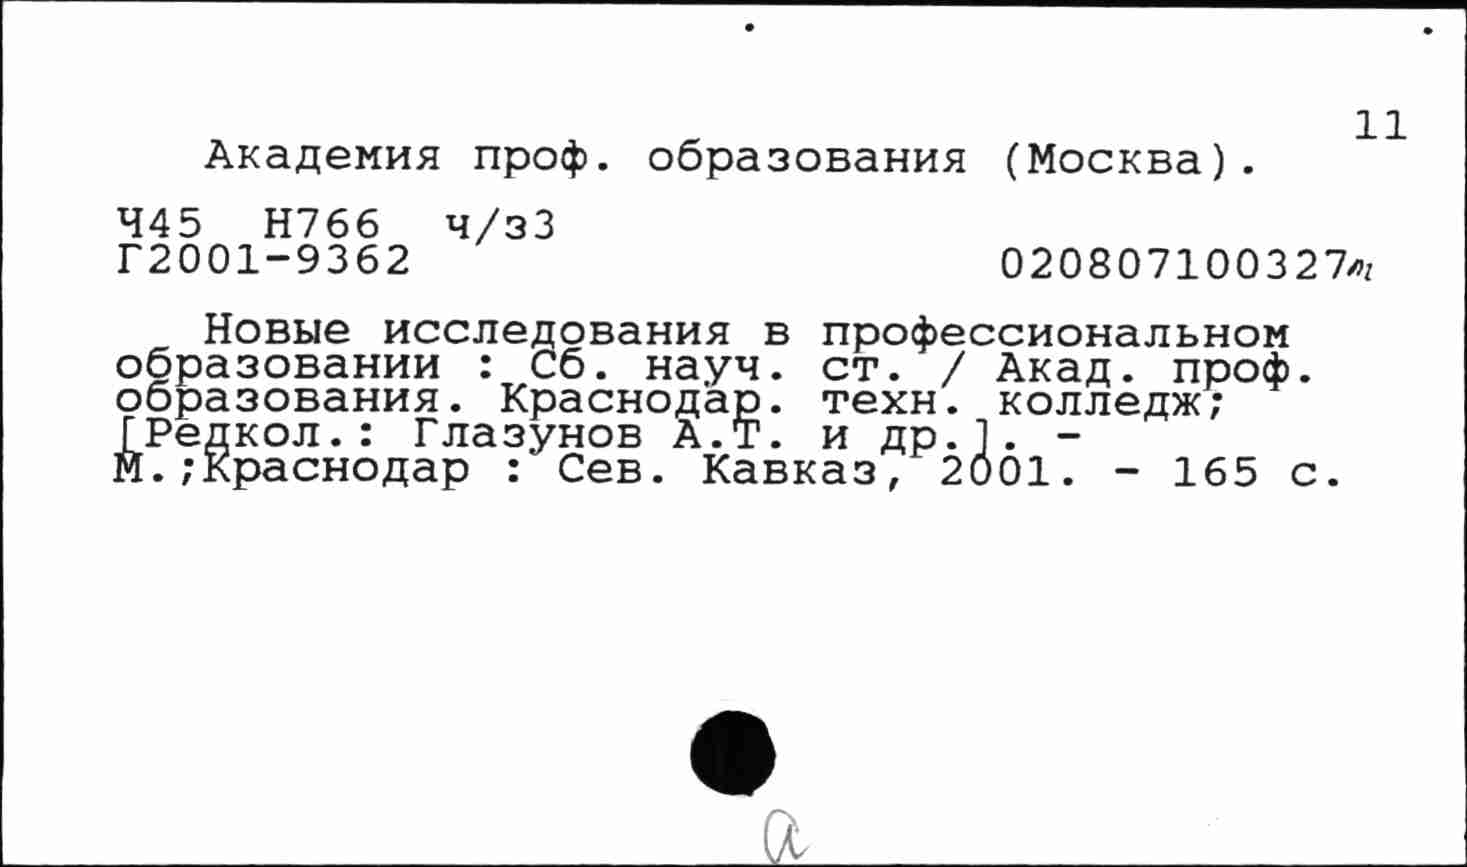 11
Академия проф. образования (Москва).
Ч45 Н766 ч/з3
Г2001-9362 020807100327
Новые исследования в профессиональном
образовании : Сб. науч. ст. / Акад. проф.
образования. Краснодар. техн. колледж;
[Редкол.: Глазунов А.Т. и др.]. -
М.;Краснодар : Сев. Кавказ, 2001. - 165 с.
а